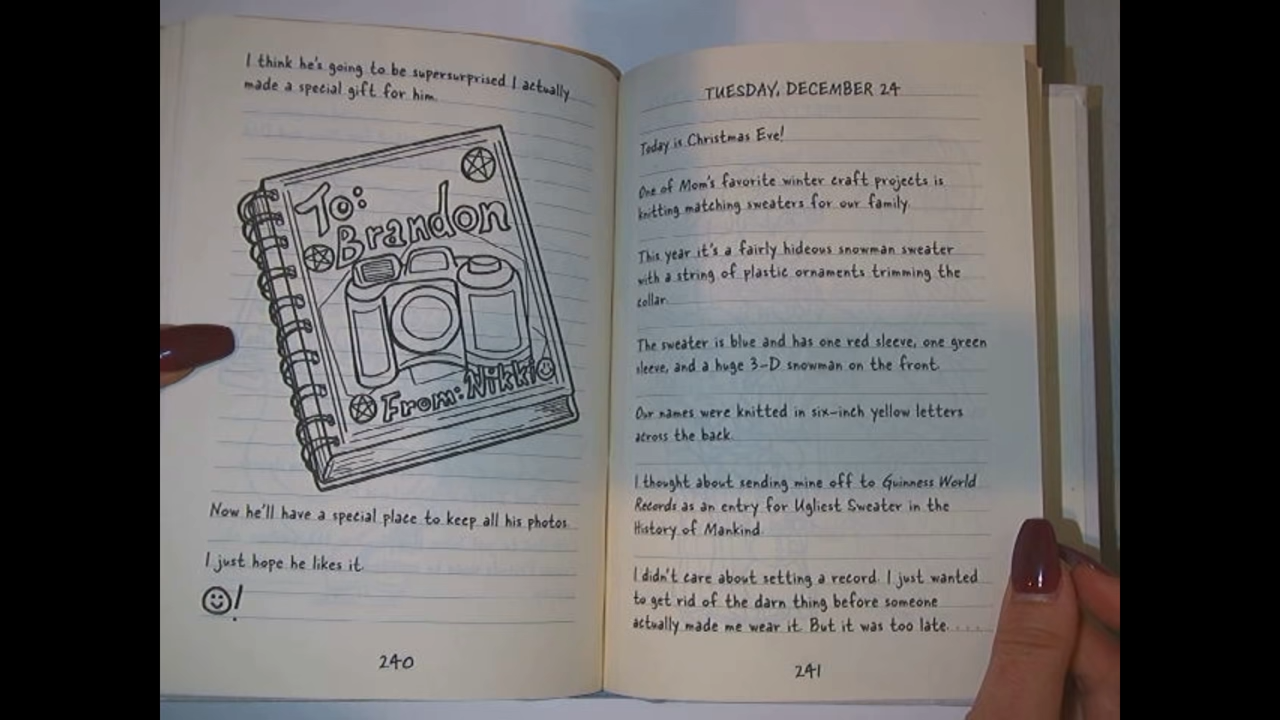 I think he's going to be supersurprised I actually
made a special gift for him.
To:
Brandon
From: Nikki
Now he'll have a special place to keep all his photos.
I just hope he likes it.
!
240
TUESDAY, DECEMBER 24
Today is Christmas Eve!
One of Mom's favorite winter craft projects is
knitting matching sweaters for our family.
This year it's a fairly hideous snowman sweater
with a string of plastic ornaments trimming the
collar.
The sweater is blue and has one red sleeve, one green
sleeve, and a huge 3-D snowman on the front.
Our names were knitted in six-inch yellow letters
across the back.
I thought about sending mine off to Guinness World
Records as an entry for Ugliest Sweater in the
History of Mankind.
I didn't care about setting a record. I just wanted
to get rid of the darn thing before someone
actually made me wear it. But it was too late. . . . .
241